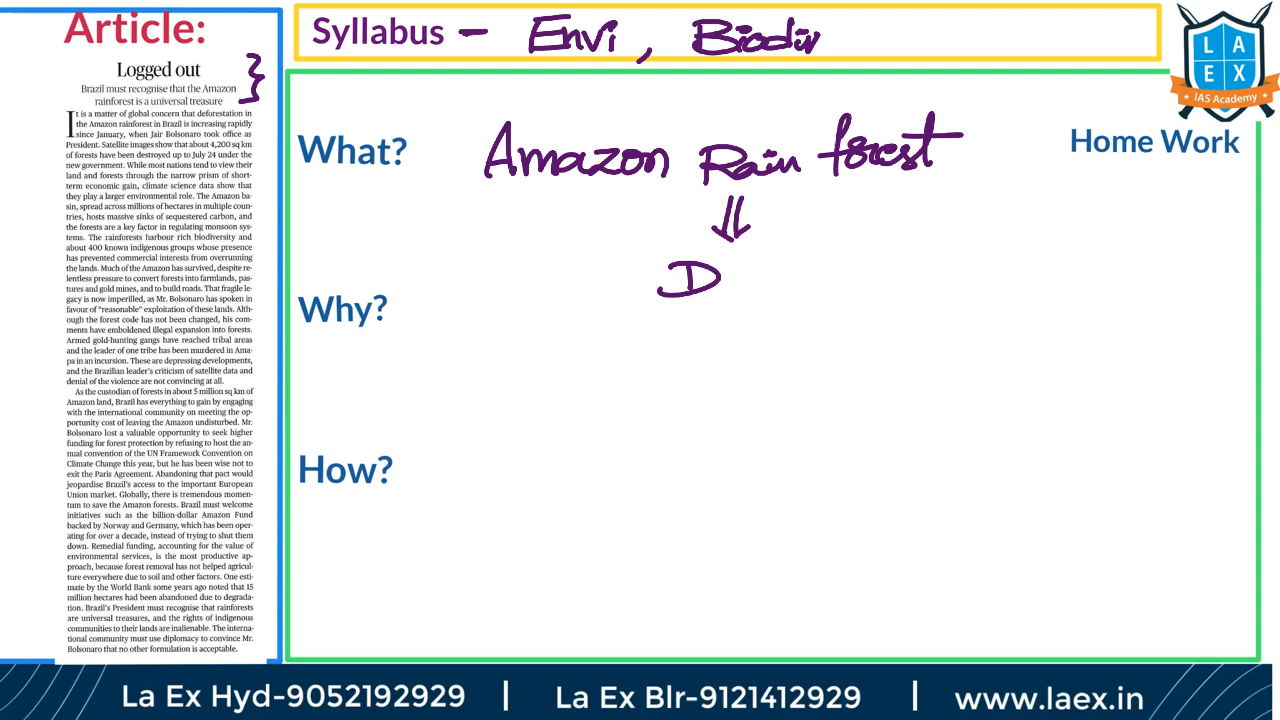 Article:
Logged out
Brazil must recognise that the Amazon
rainforest is a universal treasure
It is a matter of global concern that deforestation in
the Amazon rainforest in Brazil is increasing rapidly
since January, when Jair Bolsonaro took office as
President. Satellite images show that about 4,200 sq km
of forests have been destroyed up to July 24 under the
new government. While most nations tend to view their
land and forests through the narrow prism of short-
term economic gain, climate science data show that
they play a larger environmental role. The Amazon ba-
sin, spread across millions of hectares in multiple coun-
tries, hosts massive sinks of sequestered carbon, and
the forests are a key factor in regulating monsoon sys-
tems. The rainforests harbour rich biodiversity and
about 400 known indigenous groups whose presence
has prevented commercial interests from overrunning
the lands. Much of the Amazon has survived, despite re-
lentless pressure to convert forests into farmlands, pas-
tures and gold mines, and to build roads. That fragile le-
gacy is now imperilled, as Mr. Bolsonaro has spoken in
favour of "reasonable" exploitation of these lands. Alth-
ough the forest code has not been changed, his com-
ments have emboldened illegal expansion into forests.
Armed gold-hunting gangs have reached tribal areas
and the leader of one tribe has been murdered in Ama-
pa in an incursion. These are depressing developments,
and the Brazilian leader's criticism of satellite data and
denial of the violence are not convincing at all.
As the custodian of forests in about 5 million sq km of
Amazon land, Brazil has everything to gain by engaging
with the international community on meeting the op-
portunity cost of leaving the Amazon undisturbed. Mr.
Bolsonaro lost a valuable opportunity to seek higher
funding for forest protection by refusing to host the an-
nual convention of the UN Framework Convention on
Climate Change this year, but he has been wise not to
exit the Paris Agreement. Abandoning that pact would
jeopardise Brazil's access to the important European
Union market. Globally, there is tremendous momen-
tum to save the Amazon forests. Brazil must welcome
initiatives such as the billion-dollar Amazon Fund
backed by Norway and Germany, which has been oper-
ating for over a decade, instead of trying to shut them
down. Remedial funding, accounting for the value of
environmental services, is the most productive ap-
proach, because forest removal has not helped agricul-
ture everywhere due to soil and other factors. One esti-
mate by the World Bank some years ago noted that 15
million hectares had been abandoned due to degrada-
tion. Brazil's President must recognise that rainforests
are universal treasures, and the rights of indigenous
communities to their lands are inalienable. The interna-
tional community must use diplomacy to convince Mr.
Bolsonaro that no other formulation is acceptable.
Syllabus - Envi, Biodiv
LA
EX
IAS Academy
What? Amazon Rain forest
Home Work
D
Why?
How?
La Ex Hyd-9052192929 | La Ex Blr-9121412929 | www.laex.in